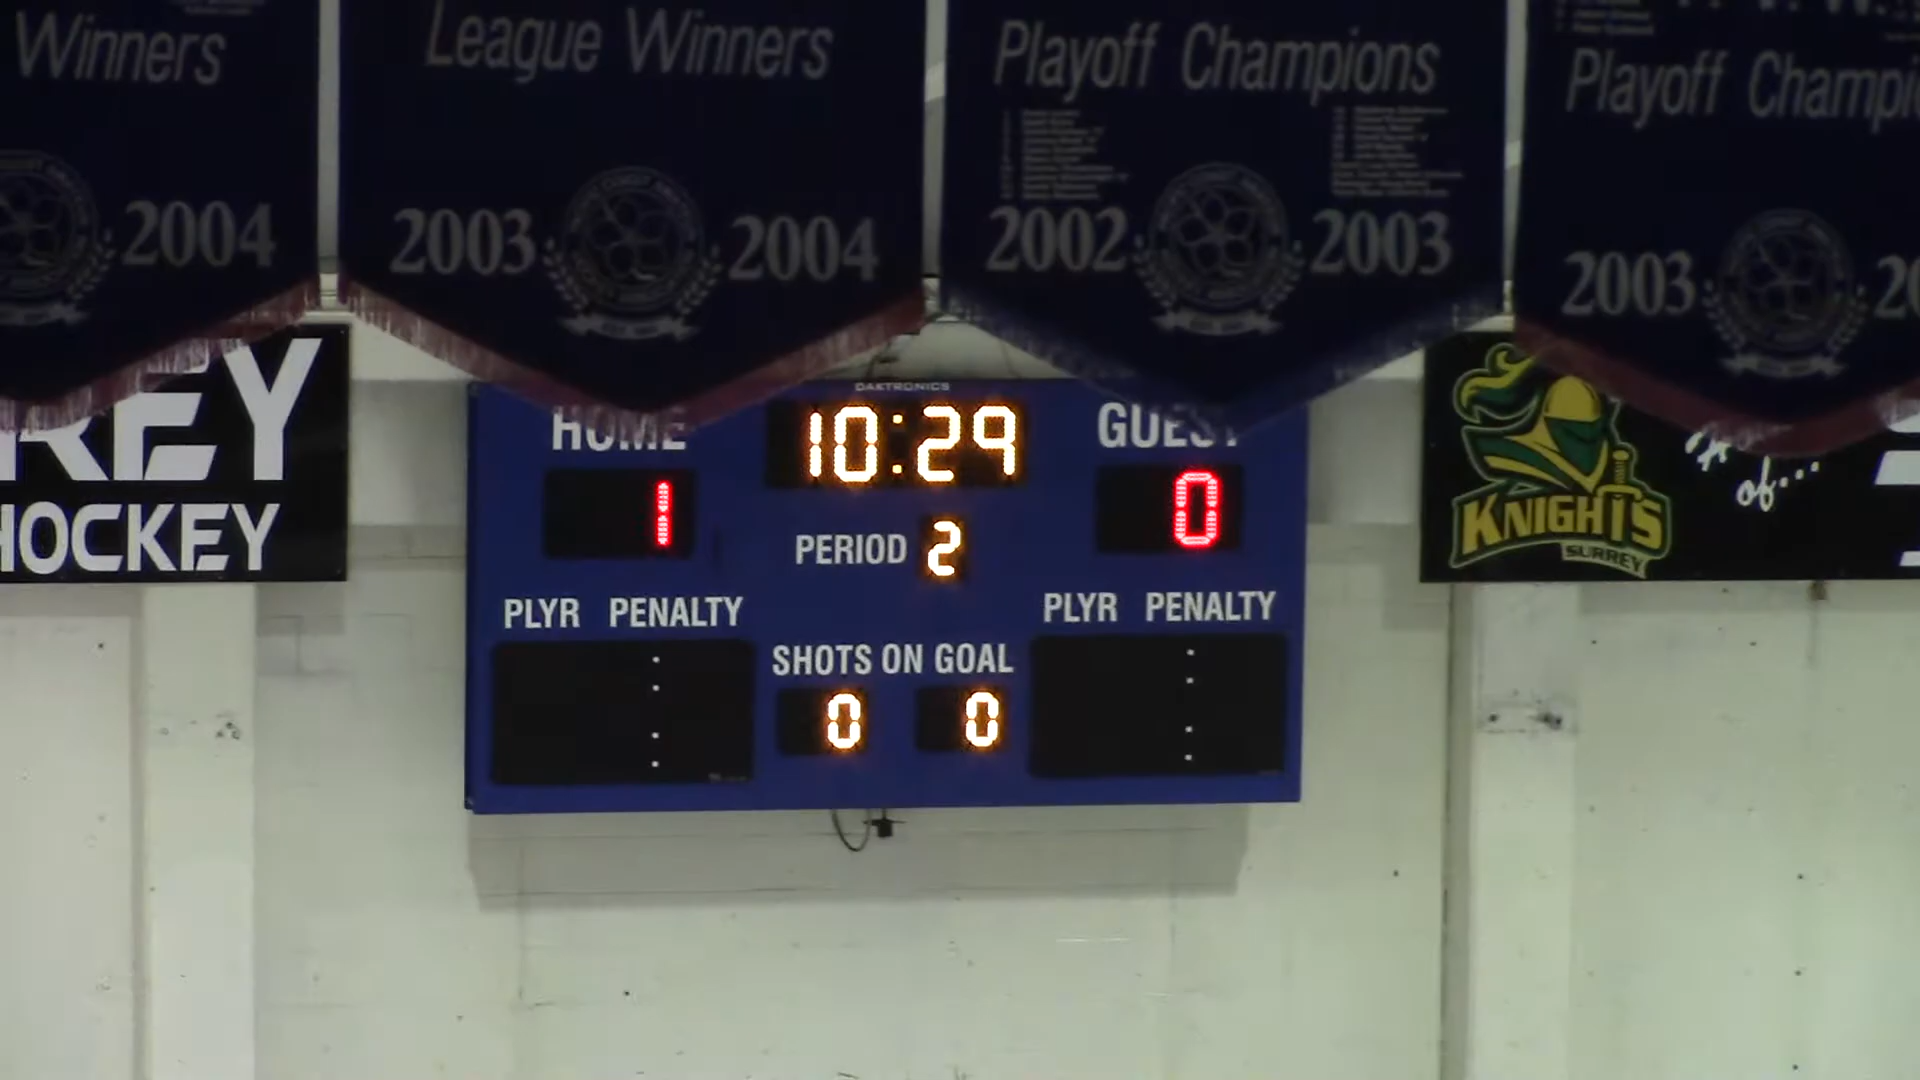 Winners
League Winners
Playoff Champions
Playoff Champi
2004
2003 2004
2002 2003
2003 20
REY
HOCKEY
DAKTRONICS
HOME
10:29
GUEST
1
0
PERIOD 2
PLYR PENALTY
PLYR PENALTY
SHOTS ON GOAL
0 0
KNIGHTS
SURREY
of...